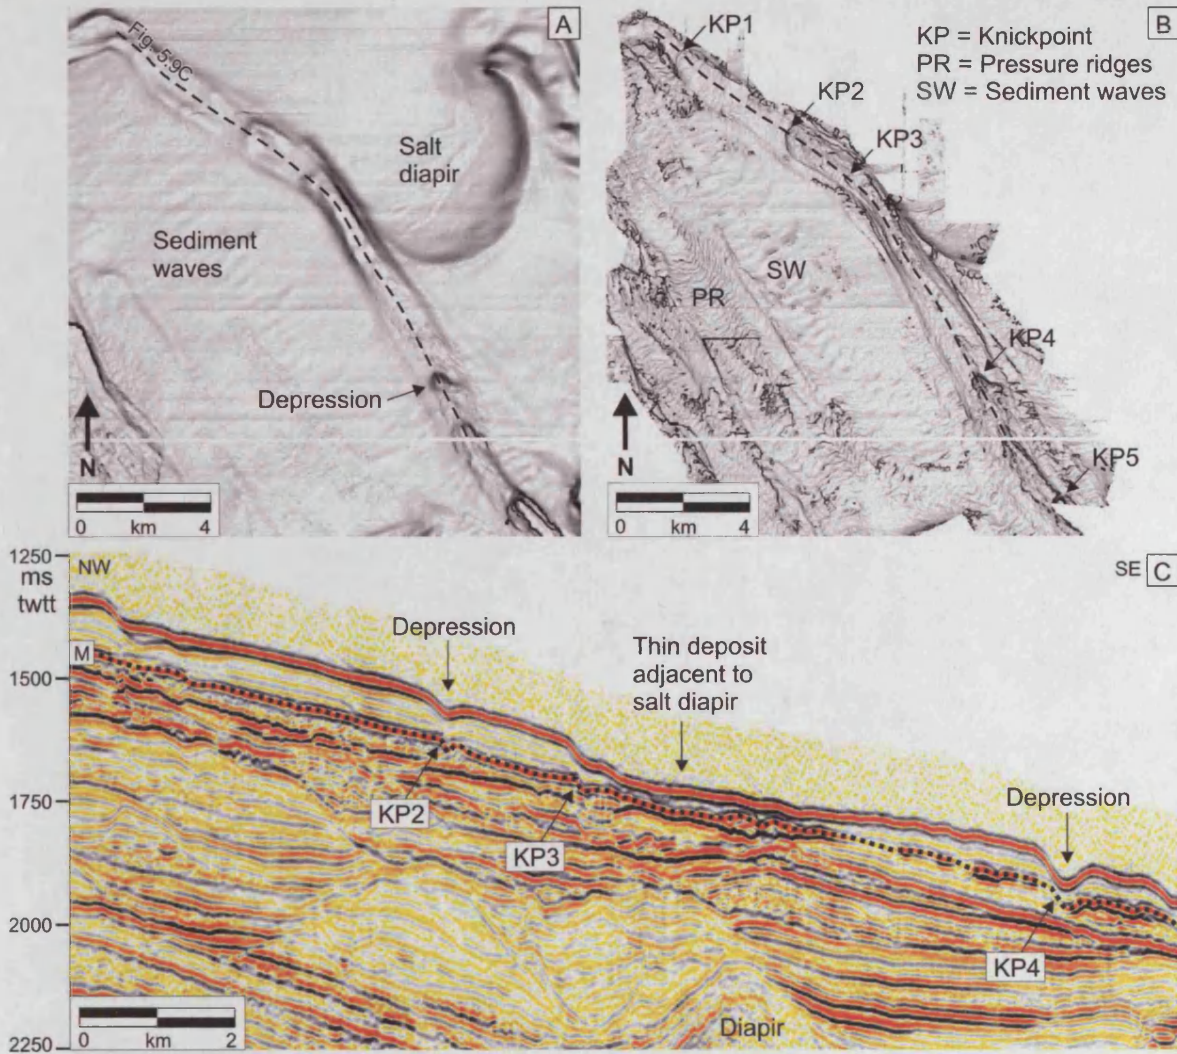 A
Fig. 5.9C
Salt
diapir
Sediment
waves
Depression
N
0 km 4
B
KP = Knickpoint
PR = Pressure ridges
SW = Sediment waves
KP1
KP2
KP3
SW
PR
KP4
KP5
N
0 km 4
C
1250
ms
twtt
1500
1750
2000
2250
NW
SE
M
Depression
Thin deposit
adjacent to
salt diapir
Depression
KP2
KP3
KP4
Diapir
0 km 2